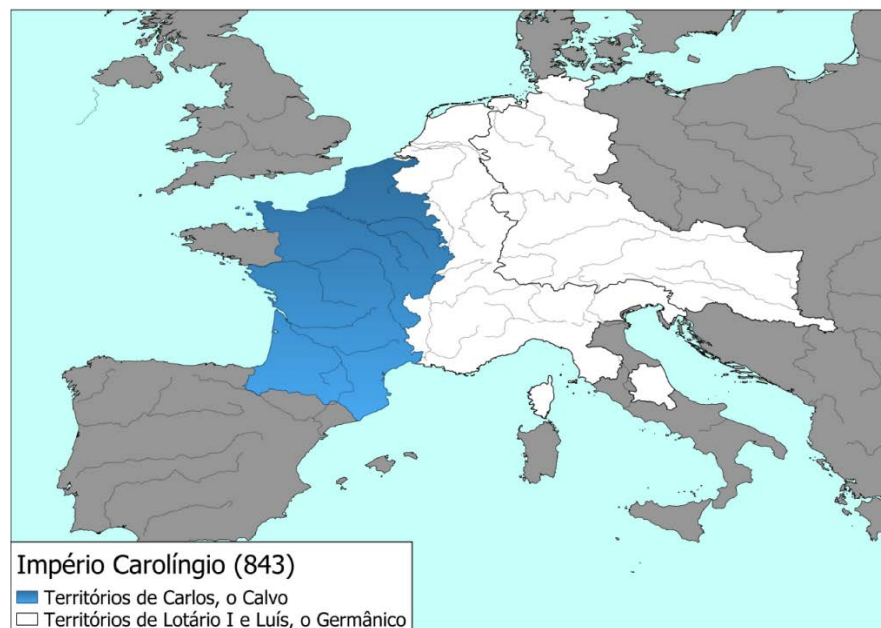 Império Carolíngio (843)
Territórios de Carlos, o Calvo
Territórios de Lotário I e Luís, o Germânico